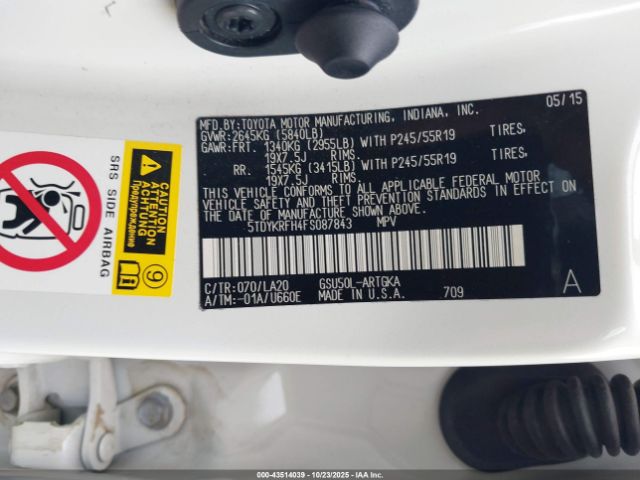 MFD.BY:TOYOTA MOTOR MANUFACTURING, INDIANA, INC. 05/15
GVWR:2645KG (5840LB)
GAWR:FRT. 1340KG (2955LB) WITH P245/55R19 TIRES,
19X7.5J RIMS.
RR. 1545KG (3415LB) WITH P245/55R19 TIRES,
19X7.5J RIMS.
THIS VEHICLE CONFORMS TO ALL APPLICABLE FEDERAL MOTOR
VEHICLE SAFETY AND THEFT PREVENTION STANDARDS IN EFFECT ON
THE DATE OF MANUFACTURE SHOWN ABOVE.
5TDYKRFH4FS087843 MPV
C/TR:070/LA20 GSU50L-ARTGKA A
A/TM:-01A/U660E MADE IN U.S.A. 709
SRS SIDE AIRBAG
CAUTION
ATTENTION
ACHTUNG
Предупреждение
9
000-43514039 | 10/23/2025 | IAA Inc.